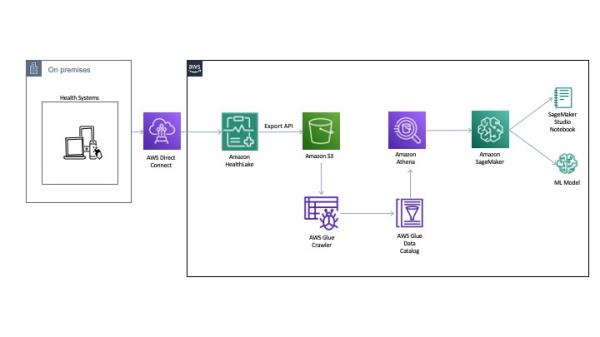 On premises
aws
Health Systems
AWS Direct
Connect
Amazon
HealthLake
Export API
Amazon S3
Amazon
Athena
Amazon
SageMaker
SageMaker
Studio
Notebook
ML Model
AWS Glue
Crawler
AWS Glue
Data
Catalog